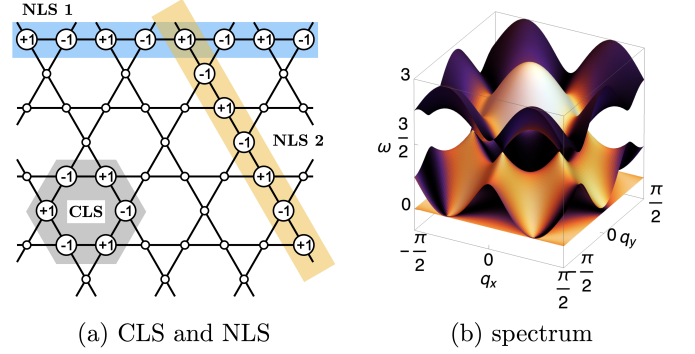 NLS 1
+1 -1 +1 -1 +1 -1 +1 -1
-1
+1
-1
NLS 2
-1 +1
+1
+1 CLS -1
-1
-1 +1
+1
(a) CLS and NLS
3
ω 3/2
0
-π/2
0
π/2
q_x
-π/2
0
q_y
π/2
(b) spectrum